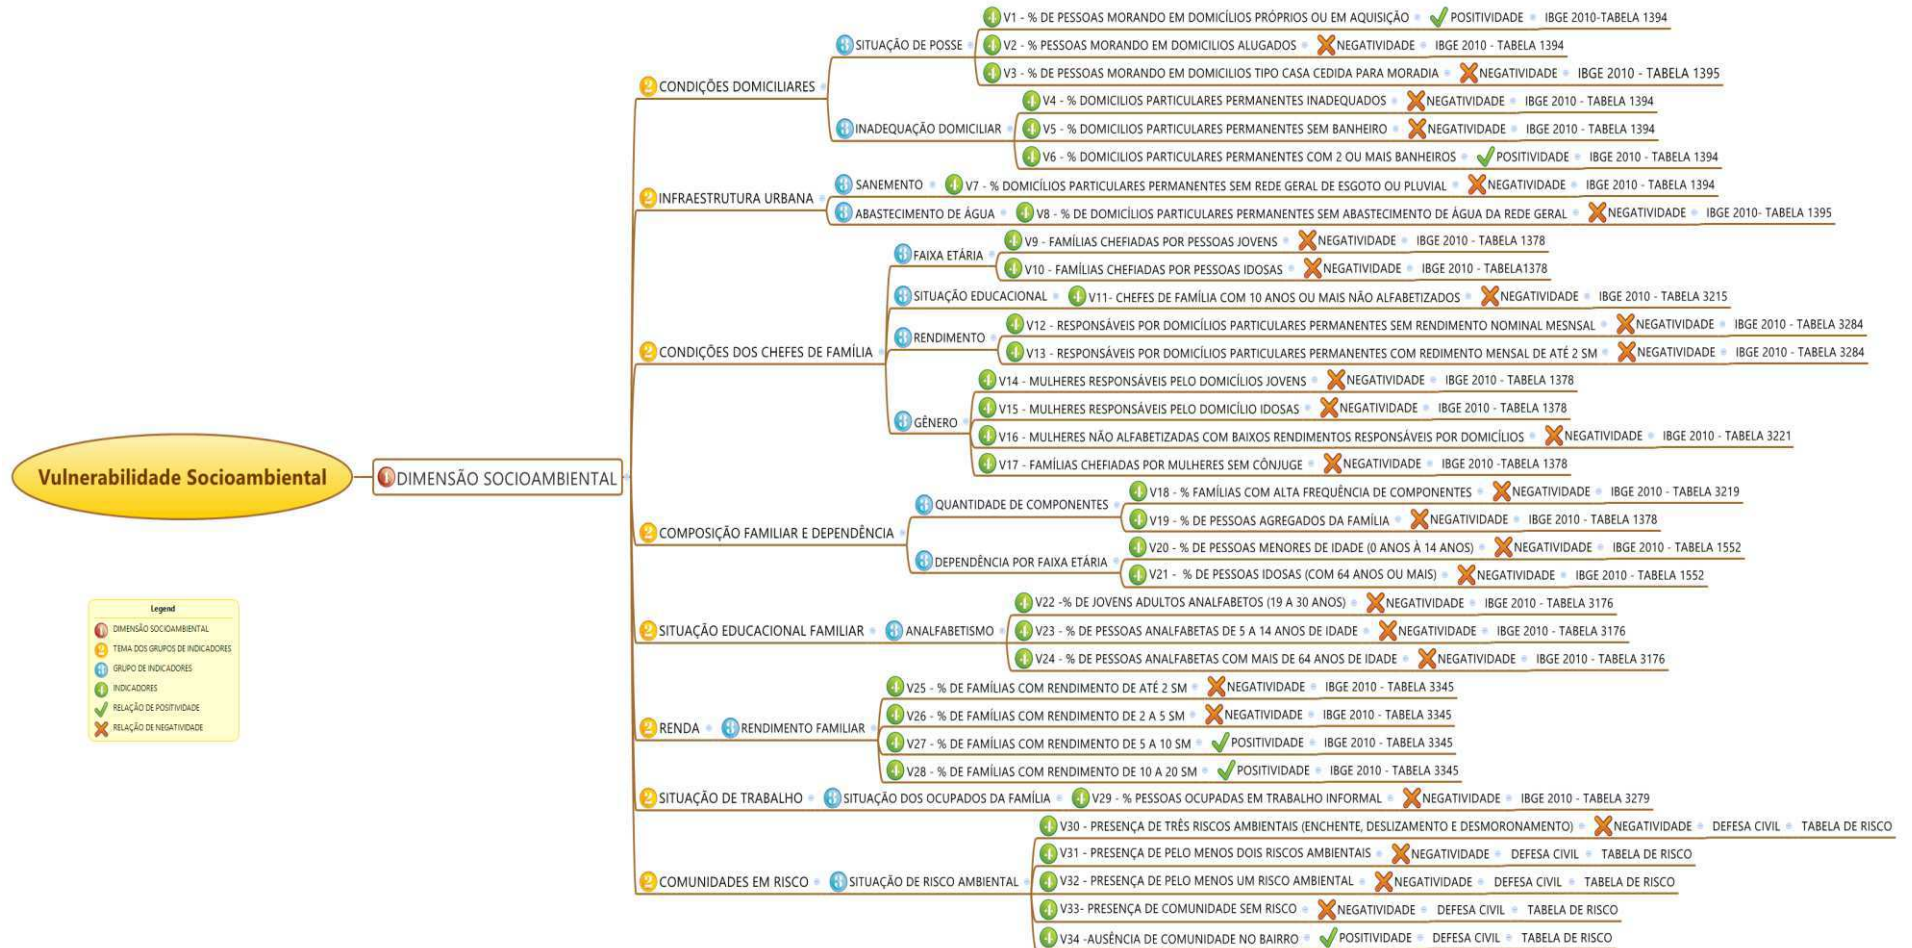 Vulnerabilidade Socioambiental
DIMENSÃO SOCIOAMBIENTAL
CONDIÇÕES DOMICILIARES
SITUAÇÃO DE POSSE
V1 - % DE PESSOAS MORANDO EM DOMICÍLIOS PRÓPRIOS OU EM AQUISIÇÃO POSITIVIDADE IBGE 2010-TABELA 1394
V2 - % PESSOAS MORANDO EM DOMICILIOS ALUGADOS NEGATIVIDADE IBGE 2010 - TABELA 1394
V3 - % DE PESSOAS MORANDO EM DOMICILIOS TIPO CASA CEDIDA PARA MORADIA NEGATIVIDADE IBGE 2010 - TABELA 1395
INADEQUAÇÃO DOMICILIAR
V4 - % DOMICILIOS PARTICULARES PERMANENTES INADEQUADOS NEGATIVIDADE IBGE 2010 - TABELA 1394
V5 - % DOMICILIOS PARTICULARES PERMANENTES SEM BANHEIRO NEGATIVIDADE IBGE 2010 - TABELA 1394
V6 - % DOMICILIOS PARTICULARES PERMANENTES COM 2 OU MAIS BANHEIROS POSITIVIDADE IBGE 2010 - TABELA 1394
INFRAESTRUTURA URBANA
SANEMENTO V7 - % DOMICÍLIOS PARTICULARES PERMANENTES SEM REDE GERAL DE ESGOTO OU PLUVIAL NEGATIVIDADE IBGE 2010 - TABELA 1394
ABASTECIMENTO DE ÁGUA V8 - % DE DOMICÍLIOS PARTICULARES PERMANENTES SEM ABASTECIMENTO DE ÁGUA DA REDE GERAL NEGATIVIDADE IBGE 2010- TABELA 1395
CONDIÇÕES DOS CHEFES DE FAMÍLIA
FAIXA ETÁRIA
V9 - FAMÍLIAS CHEFIADAS POR PESSOAS JOVENS NEGATIVIDADE IBGE 2010 - TABELA 1378
V10 - FAMÍLIAS CHEFIADAS POR PESSOAS IDOSAS NEGATIVIDADE IBGE 2010 - TABELA1378
SITUAÇÃO EDUCACIONAL V11- CHEFES DE FAMÍLIA COM 10 ANOS OU MAIS NÃO ALFABETIZADOS NEGATIVIDADE IBGE 2010 - TABELA 3215
RENDIMENTO
V12 - RESPONSÁVEIS POR DOMICÍLIOS PARTICULARES PERMANENTES SEM RENDIMENTO NOMINAL MESNSAL NEGATIVIDADE IBGE 2010 - TABELA 3284
V13 - RESPONSÁVEIS POR DOMICÍLIOS PARTICULARES PERMANENTES COM REDIMENTO MENSAL DE ATÉ 2 SM NEGATIVIDADE IBGE 2010 - TABELA 3284
GÊNERO
V14 - MULHERES RESPONSÁVEIS PELO DOMICÍLIOS JOVENS NEGATIVIDADE IBGE 2010 - TABELA 1378
V15 - MULHERES RESPONSÁVEIS PELO DOMICÍLIO IDOSAS NEGATIVIDADE IBGE 2010 - TABELA 1378
V16 - MULHERES NÃO ALFABETIZADAS COM BAIXOS RENDIMENTOS RESPONSÁVEIS POR DOMICÍLIOS NEGATIVIDADE IBGE 2010 - TABELA 3221
V17 - FAMÍLIAS CHEFIADAS POR MULHERES SEM CÔNJUGE NEGATIVIDADE IBGE 2010 -TABELA 1378
COMPOSIÇÃO FAMILIAR E DEPENDÊNCIA
QUANTIDADE DE COMPONENTES
V18 - % FAMÍLIAS COM ALTA FREQUÊNCIA DE COMPONENTES NEGATIVIDADE IBGE 2010 - TABELA 3219
V19 - % DE PESSOAS AGREGADOS DA FAMÍLIA NEGATIVIDADE IBGE 2010 - TABELA 1378
DEPENDÊNCIA POR FAIXA ETÁRIA
V20 - % DE PESSOAS MENORES DE IDADE (0 ANOS À 14 ANOS) NEGATIVIDADE IBGE 2010 - TABELA 1552
V21 - % DE PESSOAS IDOSAS (COM 64 ANOS OU MAIS) NEGATIVIDADE IBGE 2010 - TABELA 1552
SITUAÇÃO EDUCACIONAL FAMILIAR
ANALFABETISMO
V22 -% DE JOVENS ADULTOS ANALFABETOS (19 A 30 ANOS) NEGATIVIDADE IBGE 2010 - TABELA 3176
V23 - % DE PESSOAS ANALFABETAS DE 5 A 14 ANOS DE IDADE NEGATIVIDADE IBGE 2010 - TABELA 3176
V24 - % DE PESSOAS ANALFABETAS COM MAIS DE 64 ANOS DE IDADE NEGATIVIDADE IBGE 2010 - TABELA 3176
RENDA
RENDIMENTO FAMILIAR
V25 - % DE FAMÍLIAS COM RENDIMENTO DE ATÉ 2 SM NEGATIVIDADE IBGE 2010 - TABELA 3345
V26 - % DE FAMÍLIAS COM RENDIMENTO DE 2 A 5 SM NEGATIVIDADE IBGE 2010 - TABELA 3345
V27 - % DE FAMÍLIAS COM RENDIMENTO DE 5 A 10 SM POSITIVIDADE IBGE 2010 - TABELA 3345
V28 - % DE FAMÍLIAS COM RENDIMENTO DE 10 A 20 SM POSITIVIDADE IBGE 2010 - TABELA 3345
SITUAÇÃO DE TRABALHO SITUAÇÃO DOS OCUPADOS DA FAMÍLIA V29 - % PESSOAS OCUPADAS EM TRABALHO INFORMAL NEGATIVIDADE IBGE 2010 - TABELA 3279
COMUNIDADES EM RISCO
SITUAÇÃO DE RISCO AMBIENTAL
V30 - PRESENÇA DE TRÊS RISCOS AMBIENTAIS (ENCHENTE, DESLIZAMENTO E DESMORONAMENTO) NEGATIVIDADE DEFESA CIVIL TABELA DE RISCO
V31 - PRESENÇA DE PELO MENOS DOIS RISCOS AMBIENTAIS NEGATIVIDADE DEFESA CIVIL TABELA DE RISCO
V32 - PRESENÇA DE PELO MENOS UM RISCO AMBIENTAL NEGATIVIDADE DEFESA CIVIL TABELA DE RISCO
V33- PRESENÇA DE COMUNIDADE SEM RISCO NEGATIVIDADE DEFESA CIVIL TABELA DE RISCO
V34 -AUSÊNCIA DE COMUNIDADE NO BAIRRO POSITIVIDADE DEFESA CIVIL TABELA DE RISCO
Legend
1 DIMENSÃO SOCIOAMBIENTAL
2 TEMA DOS GRUPOS DE INDICADORES
3 GRUPO DE INDICADORES
4 INDICADORES
RELAÇÃO DE POSITIVIDADE
RELAÇÃO DE NEGATIVIDADE